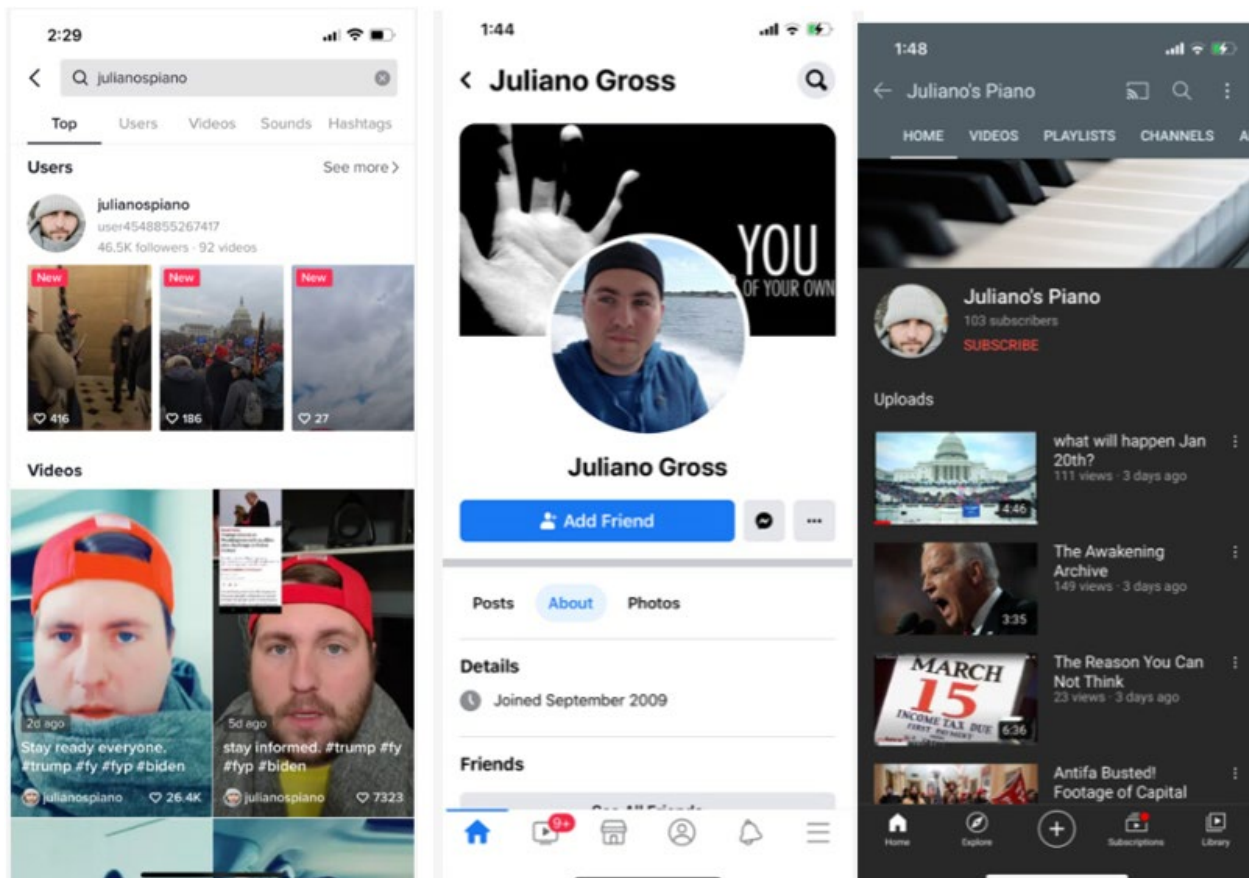 2:29
julianospiano
Top Users Videos Sounds Hashtags
Users See more >
julianospiano
user4548855267417
46.5K followers · 92 videos
New New New
416 186 27
Videos
2d ago
Stay ready everyone.
#trump #fy #fyp #biden
julianospiano 26.4K
5d ago
stay informed. #trump #fy
#fyp #biden
julianospiano 7323
1:44
Juliano Gross
YOU
OF YOUR OWN
Juliano Gross
Add Friend
Posts About Photos
Details
Joined September 2009
Friends
See All Friends
9+
1:48
Juliano's Piano
HOME VIDEOS PLAYLISTS CHANNELS A
Juliano's Piano
103 subscribers
SUBSCRIBE
Uploads
what will happen Jan
20th?
111 views · 3 days ago
4:46
The Awakening
Archive
149 views · 3 days ago
3:35
MARCH
15
INCOME TAX DUE
FIRST PAYMENT
6:36
The Reason You Can
Not Think
23 views · 3 days ago
Antifa Busted!
Footage of Capital
Home Explore Subscriptions Library